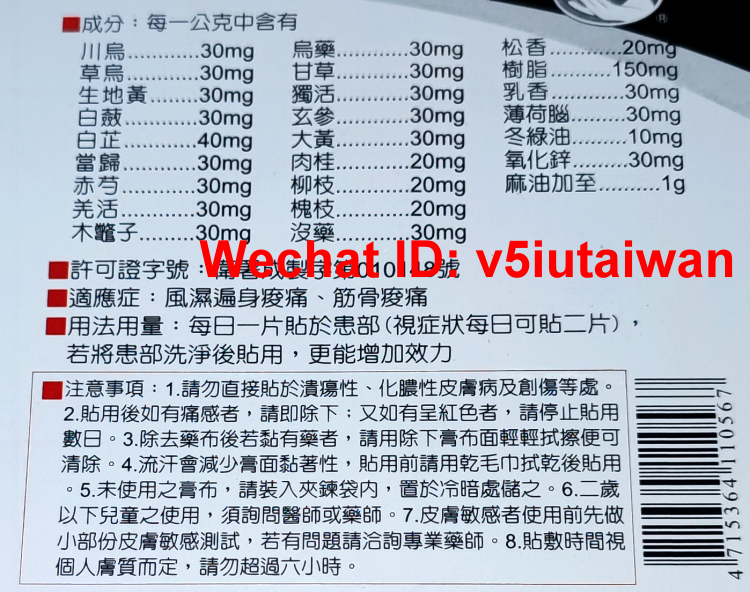 ■成分：每一公克中含有
川烏............30mg 烏藥............30mg 松香............20mg
草烏............30mg 甘草............30mg 樹脂..........150mg
生地黃........30mg 獨活............30mg 乳香............30mg
白蘞............30mg 玄參............30mg 薄荷腦.........30mg
白芷............40mg 大黃............30mg 冬綠油.........10mg
當歸............30mg 肉桂............20mg 氧化鋅.........30mg
赤芍............30mg 柳枝............20mg 麻油加至..........1g
羌活............30mg 槐枝............20mg
木鼈子.........30mg 沒藥............30mg
Wechat ID: v5iutaiwan
■許可證字號：衛署成製字第010148號
■適應症：風濕遍身痠痛、筋骨痠痛
■用法用量：每日一片貼於患部(視症狀每日可貼二片)，
若將患部洗淨後貼用，更能增加效力
■注意事項：1.請勿直接貼於潰瘍性、化膿性皮膚病及創傷等處。
2.貼用後如有痛感者，請即除下；又如有呈紅色者，請停止貼用
數日。3.除去藥布後若黏有藥者，請用除下膏布面輕輕拭擦便可
清除。4.流汗會減少膏面黏著性，貼用前請用乾毛巾拭乾後貼用
。5.未使用之膏布，請裝入夾鍊袋內，置於冷暗處儲之。6.二歲
以下兒童之使用，須詢問醫師或藥師。7.皮膚敏感者使用前先做
小部份皮膚敏感測試，若有問題請洽詢專業藥師。8.貼敷時間視
個人膚質而定，請勿超過六小時。
4 715364 110567
®